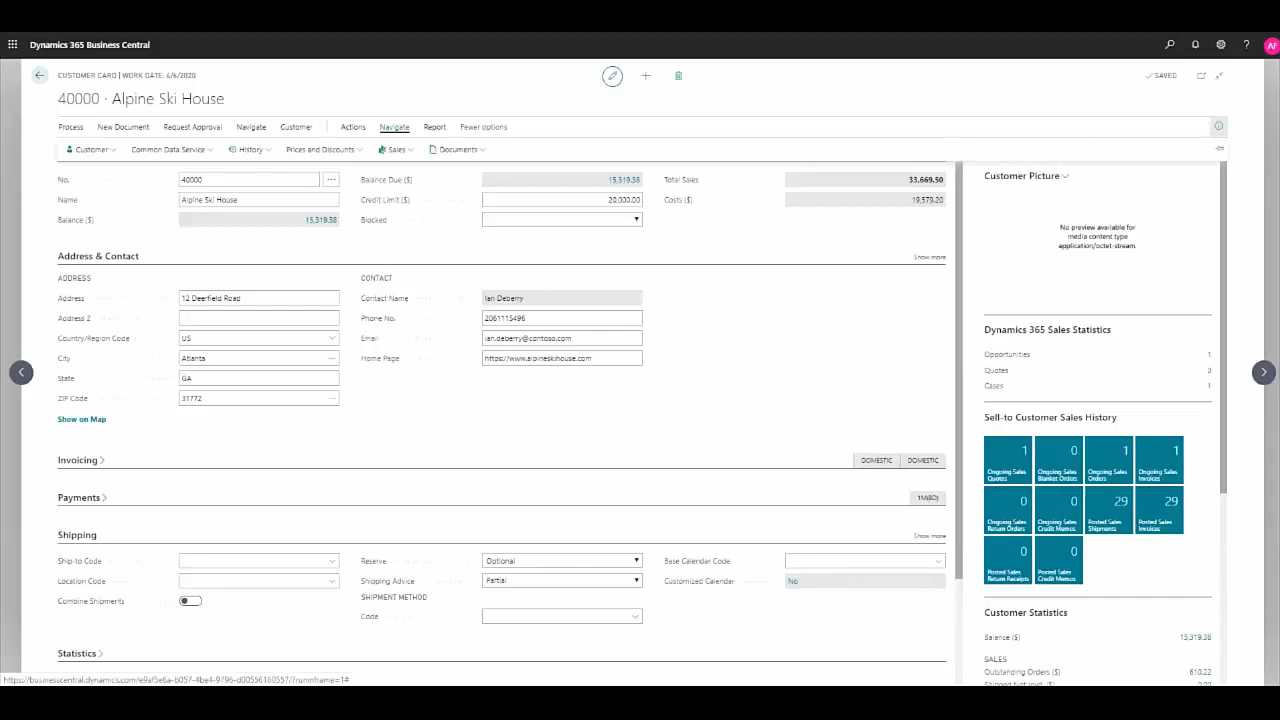 Dynamics 365 Business Central
?
AF
CUSTOMER CARD | WORK DATE: 6/6/2020
SAVED
40000 · Alpine Ski House
Process New Document Request Approval Navigate Customer Actions Navigate Report Fewer options
Customer Common Data Service History Prices and Discounts Sales Documents
No. 40000 ... Balance Due ($) 15,319.38 Total Sales 33,669.50
Name Alpine Ski House Credit Limit ($) 20,000.00 Costs ($) 19,579.20
Balance ($) 15,319.38 Blocked
Address & Contact Show more
ADDRESS CONTACT
Address 12 Deerfield Road Contact Name Ian Deberry
Address 2 Phone No. 2061115496
Country/Region Code US Email ian.deberry@contoso.com
City Atlanta ... Home Page https://www.alpineskihouse.com
State GA
ZIP Code 31772 ...
Show on Map
Invoicing DOMESTIC DOMESTIC
Payments 1M(8D)
Shipping Show more
Ship-to Code Reserve Optional Base Calendar Code
Location Code Shipping Advice Partial Customized Calendar No
Combine Shipments SHIPMENT METHOD
Code
Statistics
Customer Picture
No preview available for
media content type
application/octet-stream.
Dynamics 365 Sales Statistics
Opportunities 1
Quotes 3
Cases 1
Sell-to Customer Sales History
1 0 1 1
Ongoing Sales Quotes Ongoing Sales Blanket Orders Ongoing Sales Orders Ongoing Sales Invoices
0 0 29 29
Ongoing Sales Return Orders Ongoing Sales Credit Memos Posted Sales Shipments Posted Sales Invoices
0 0
Posted Sales Return Receipts Posted Sales Credit Memos
Customer Statistics
Balance ($) 15,319.38
SALES
Outstanding Orders ($) 610.22
Shipped Not Invd. ($)